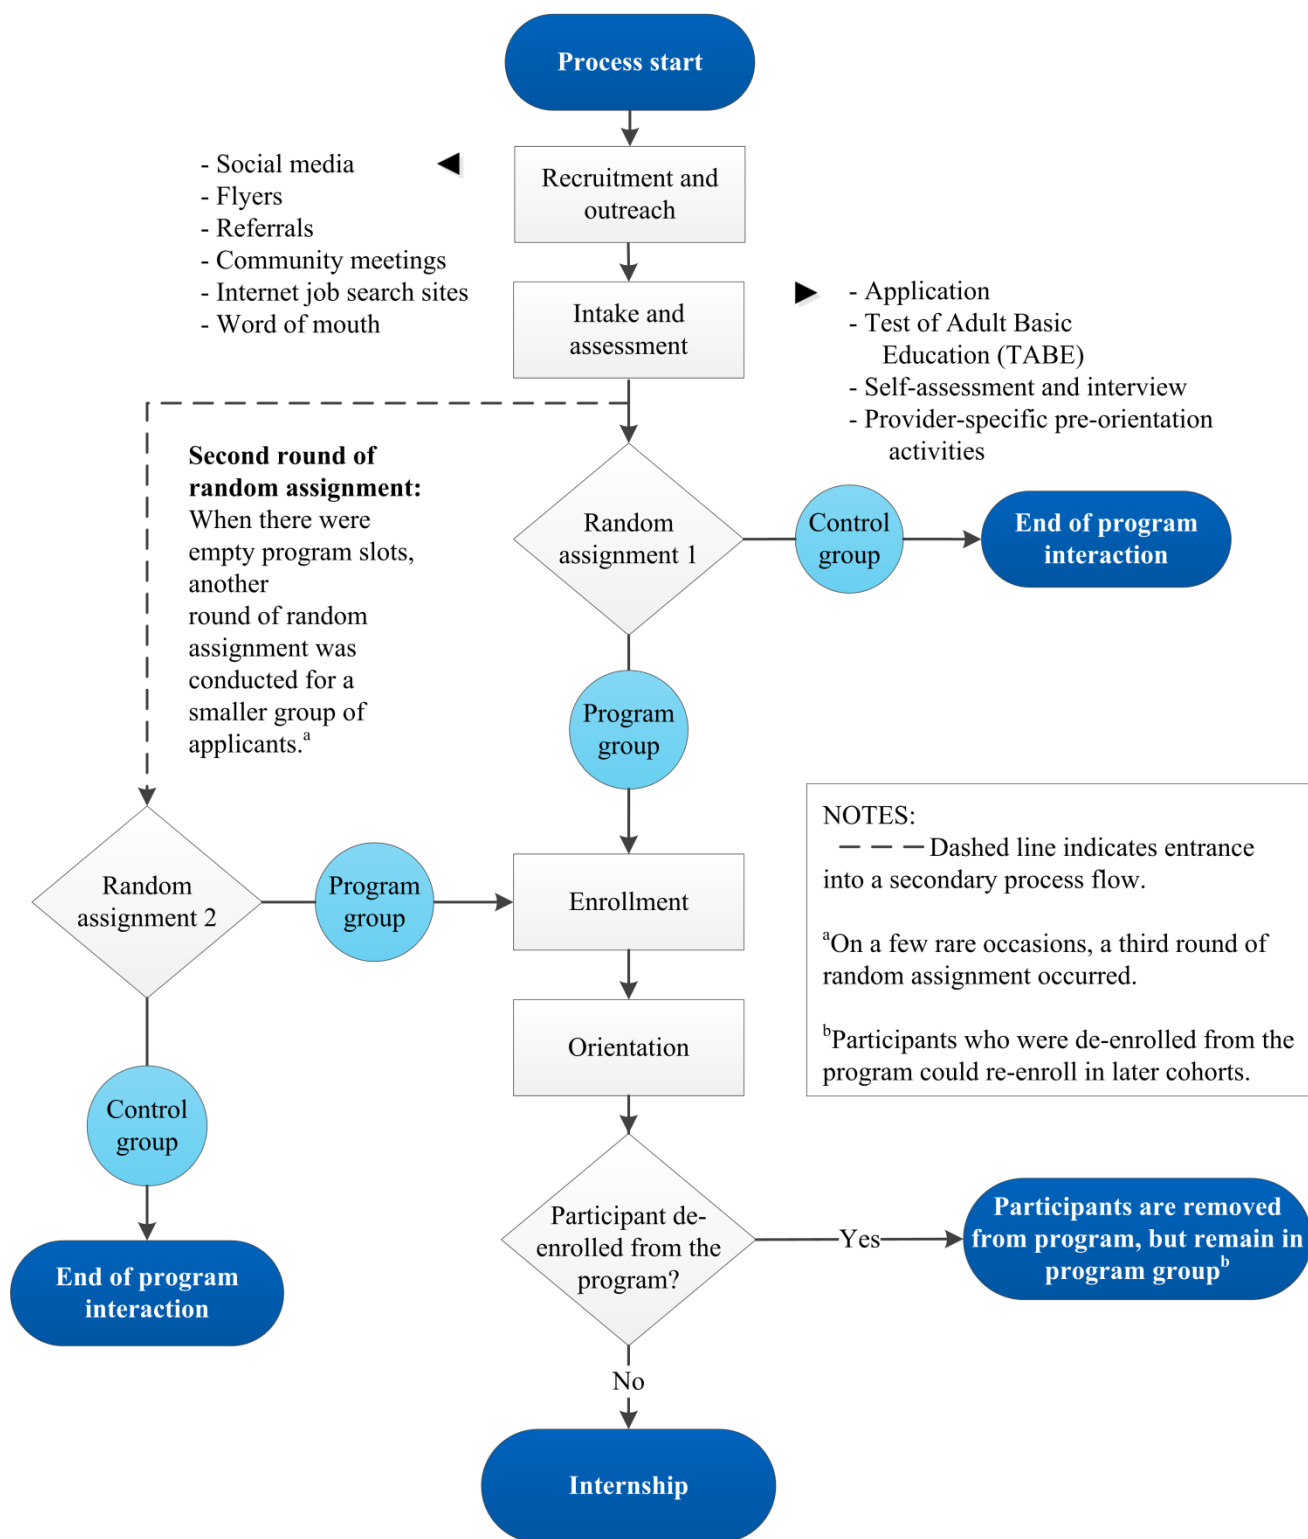 Process start
- Social media
- Flyers
- Referrals
- Community meetings
- Internet job search sites
- Word of mouth
Recruitment and
outreach
Intake and
assessment
- Application
- Test of Adult Basic
Education (TABE)
- Self-assessment and interview
- Provider-specific pre-orientation
activities
Second round of
random assignment:
When there were
empty program slots,
another
round of random
assignment was
conducted for a
smaller group of
applicants.a
Random
assignment 1
Control
group
End of program
interaction
Program
group
Random
assignment 2
Program
group
Enrollment
NOTES:
Dashed line indicates entrance
into a secondary process flow.
aOn a few rare occasions, a third round of
random assignment occurred.
bParticipants who were de-enrolled from the
program could re-enroll in later cohorts.
Orientation
Control
group
End of program
interaction
Participant de-
enrolled from the
program?
Yes
Participants are removed
from program, but remain in
program groupb
No
Internship